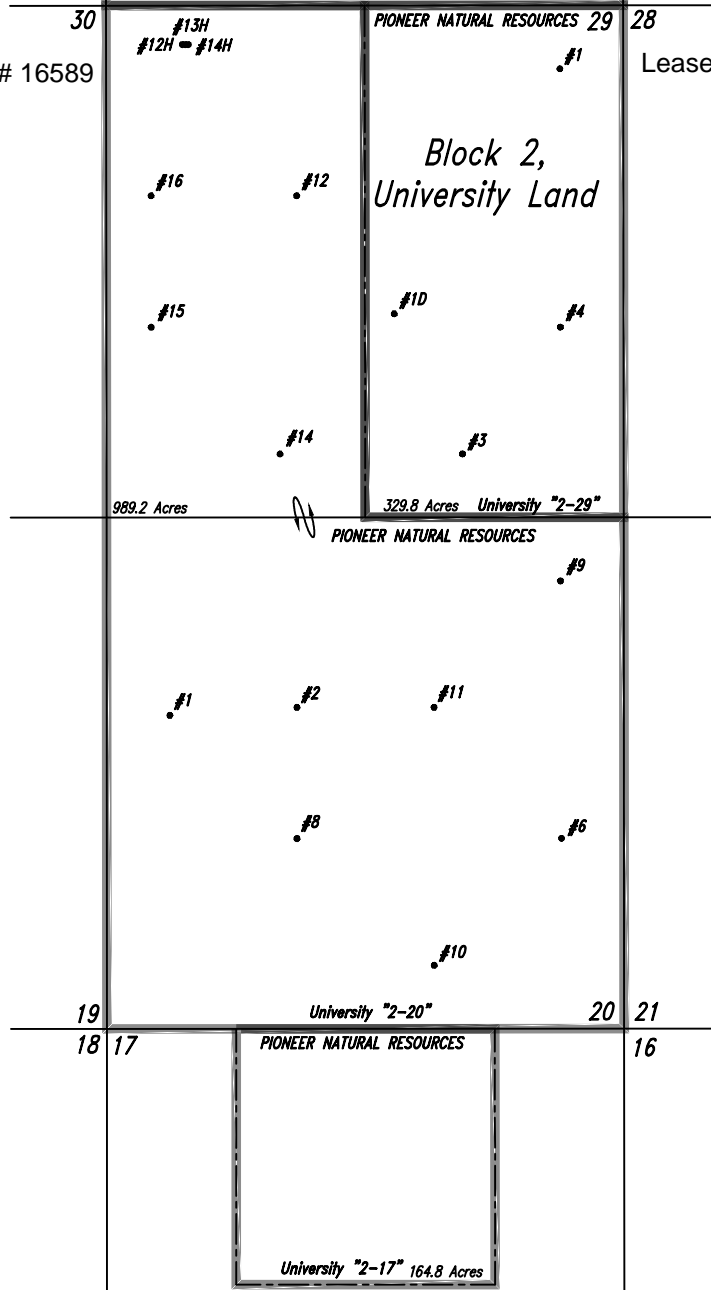 30
#13H
#12H #14H
PIONEER NATURAL RESOURCES 29
28
# 16589
#1
Lease
Block 2,
University Land
#16
#12
#15
#1D
#4
#14
#3
989.2 Acres
329.8 Acres University "2-29"
PIONEER NATURAL RESOURCES
#9
#1
#2
#11
#8
#6
#10
19
University "2-20"
20
21
18
17
PIONEER NATURAL RESOURCES
16
University "2-17" 164.8 Acres